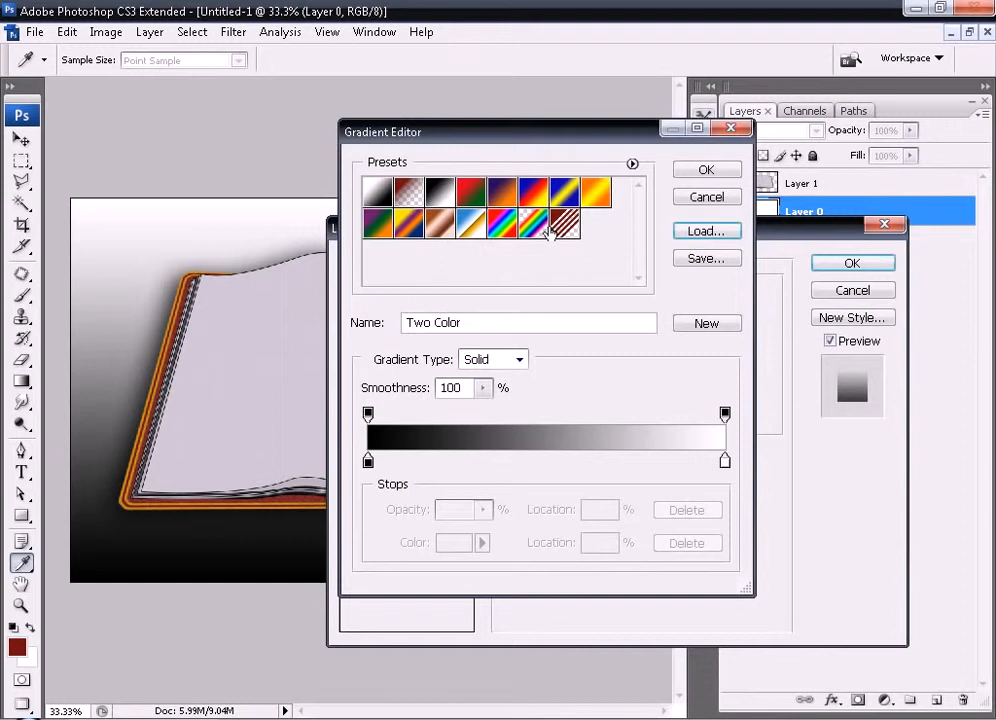 Ps Adobe Photoshop CS3 Extended - [Untitled-1 @ 33.3% (Layer 0, RGB/8)]
File Edit Image Layer Select Filter Analysis View Window Help
Sample Size: Point Sample Workspace
Ps
Layers Channels Paths
Opacity: 100%
Fill: 100%
Layer 1
Layer 0
Gradient Editor
Presets
OK
Cancel
Load...
Save...
Name: Two Color New
Gradient Type: Solid
Smoothness: 100 %
Stops
Opacity: % Location: % Delete
Color: Location: % Delete
OK
Cancel
New Style...
Preview
33.33% Doc: 5.99M/9.04M